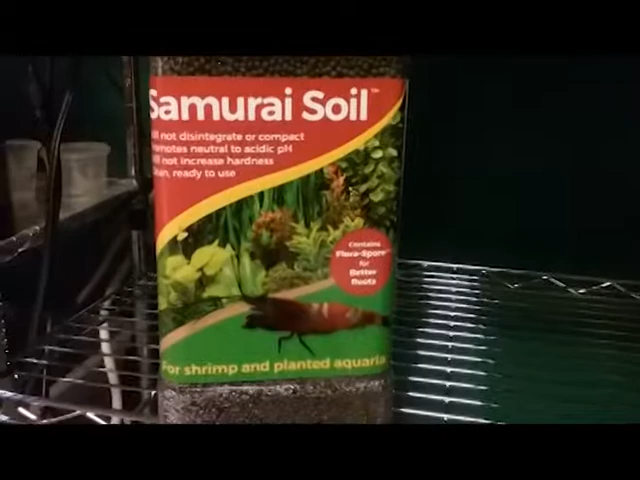 Samurai Soil™
not disintegrate or compact
neutral to acidic pH
not increase hardness
ready to use
Contains
Flora-Spore™
for
Better
Roots
For shrimp and planted aquaria